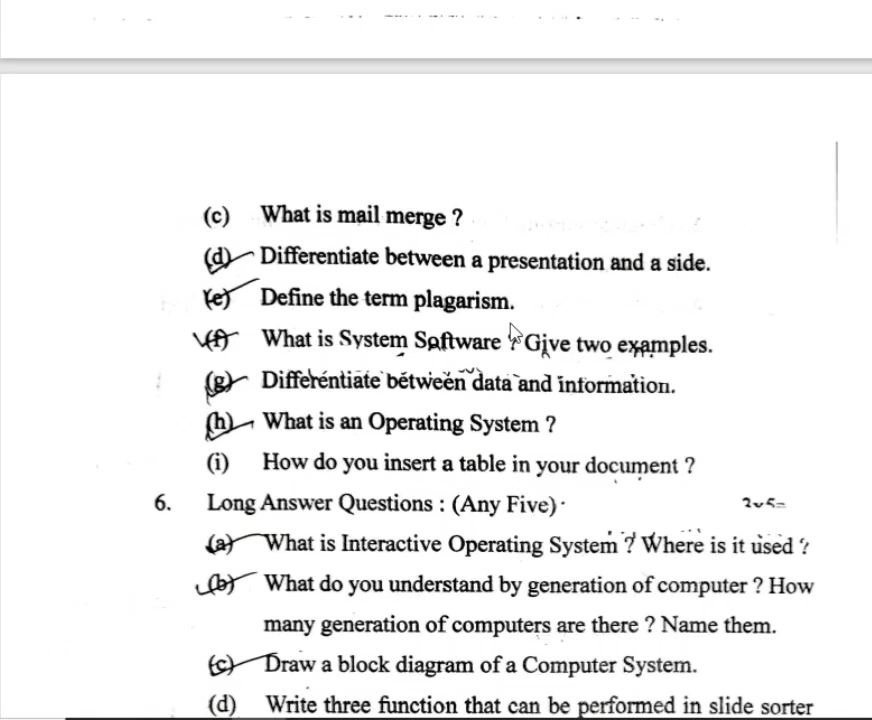 (c) What is mail merge ?
(d) Differentiate between a presentation and a side.
(e) Define the term plagarism.
(f) What is System Software ? Give two examples.
(g) Differentiate between data and information.
(h) What is an Operating System ?
(i) How do you insert a table in your document ?
6. Long Answer Questions : (Any Five)
(a) What is Interactive Operating System ? Where is it used ?
(b) What do you understand by generation of computer ? How
many generation of computers are there ? Name them.
(c) Draw a block diagram of a Computer System.
(d) Write three function that can be performed in slide sorter